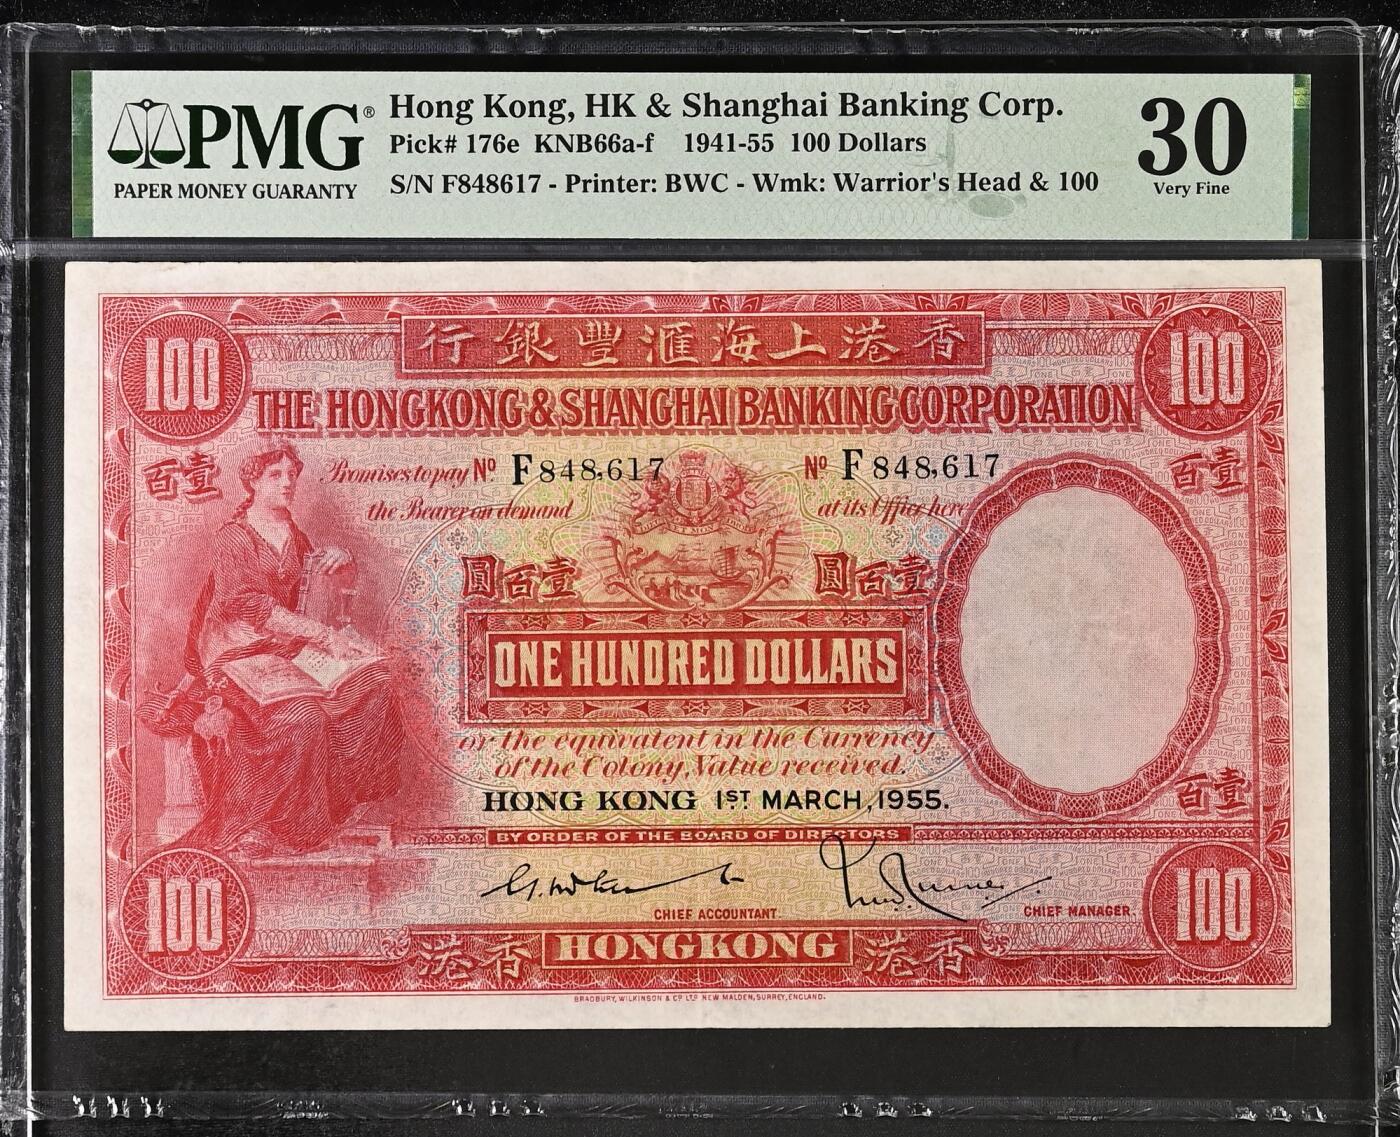 PMG®
PAPER MONEY GUARANTY
Hong Kong, HK & Shanghai Banking Corp.
Pick# 176e KNB66a-f 1941-55 100 Dollars
S/N F848617 - Printer: BWC - Wmk: Warrior's Head & 100
30
Very Fine
行銀豐滙海上港香
100
100
THE HONGKONG & SHANGHAI BANKING CORPORATION
百壹
Promises to pay Nº F848,617
Nº F848,617
百壹
the Bearer on demand
at its Office here
圓百壹
圓百壹
ONE HUNDRED DOLLARS
or the equivalent in the Currency
of the Colony, Value received.
百壹
HONG KONG 1ST MARCH, 1955.
BY ORDER OF THE BOARD OF DIRECTORS
100
100
CHIEF ACCOUNTANT.
CHIEF MANAGER.
港香 HONGKONG 港香
BRADBURY, WILKINSON & Cº LTD NEW MALDEN, SURREY, ENGLAND.